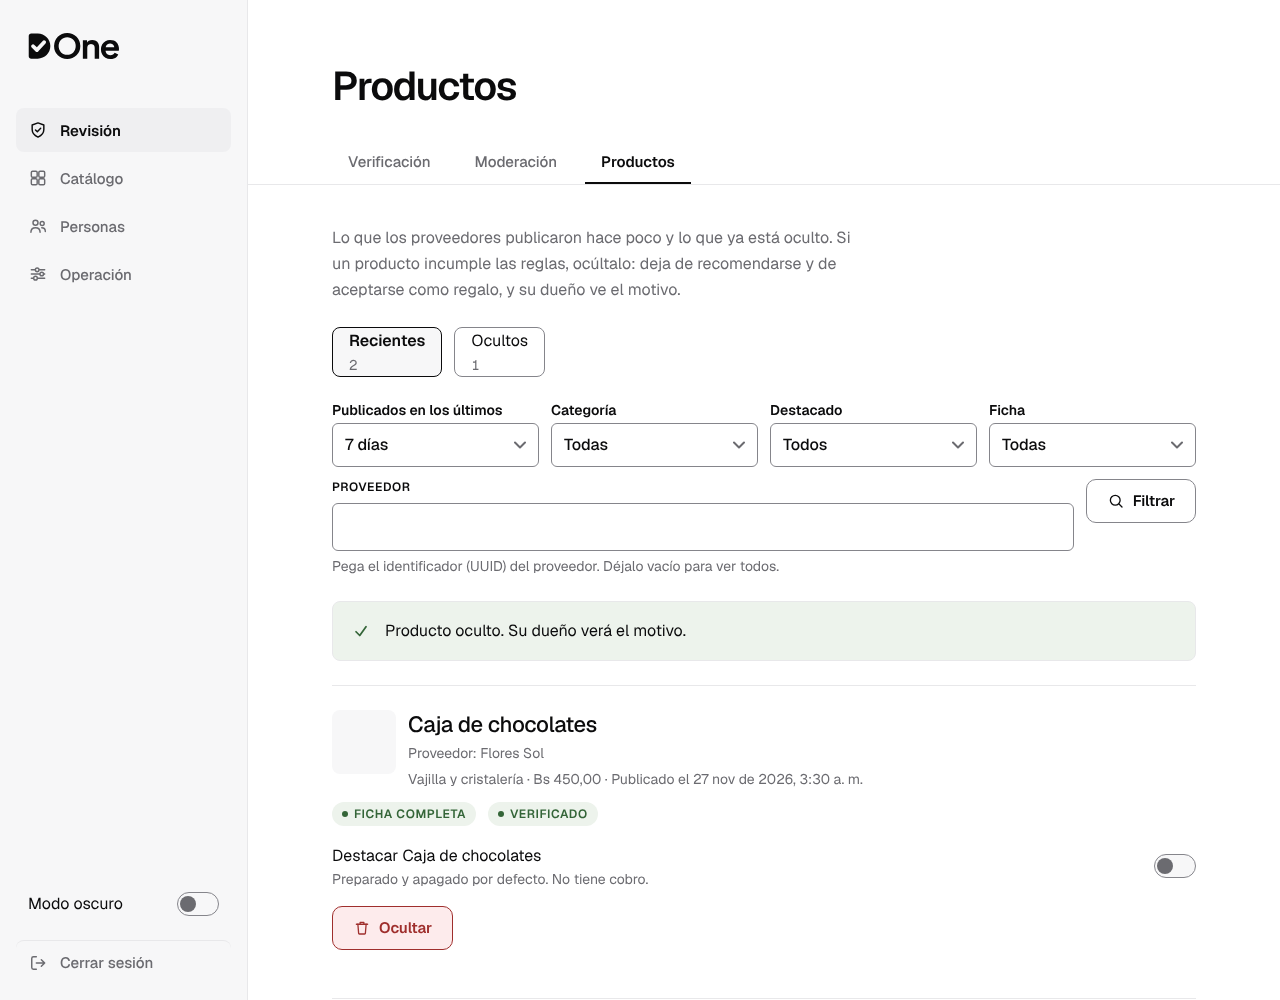 DOne
Revisión
Catálogo
Personas
Operación
Modo oscuro
Cerrar sesión
Productos
Verificación
Moderación
Productos
Lo que los proveedores publicaron hace poco y lo que ya está oculto. Si
un producto incumple las reglas, ocúltalo: deja de recomendarse y de
aceptarse como regalo, y su dueño ve el motivo.
Recientes
2
Ocultos
1
Publicados en los últimos
7 días
Categoría
Todas
Destacado
Todos
Ficha
Todas
PROVEEDOR
Filtrar
Pega el identificador (UUID) del proveedor. Déjalo vacío para ver todos.
Producto oculto. Su dueño verá el motivo.
Caja de chocolates
Proveedor: Flores Sol
Vajilla y cristalería · Bs 450,00 · Publicado el 27 nov de 2026, 3:30 a. m.
FICHA COMPLETA
VERIFICADO
Destacar Caja de chocolates
Preparado y apagado por defecto. No tiene cobro.
Ocultar